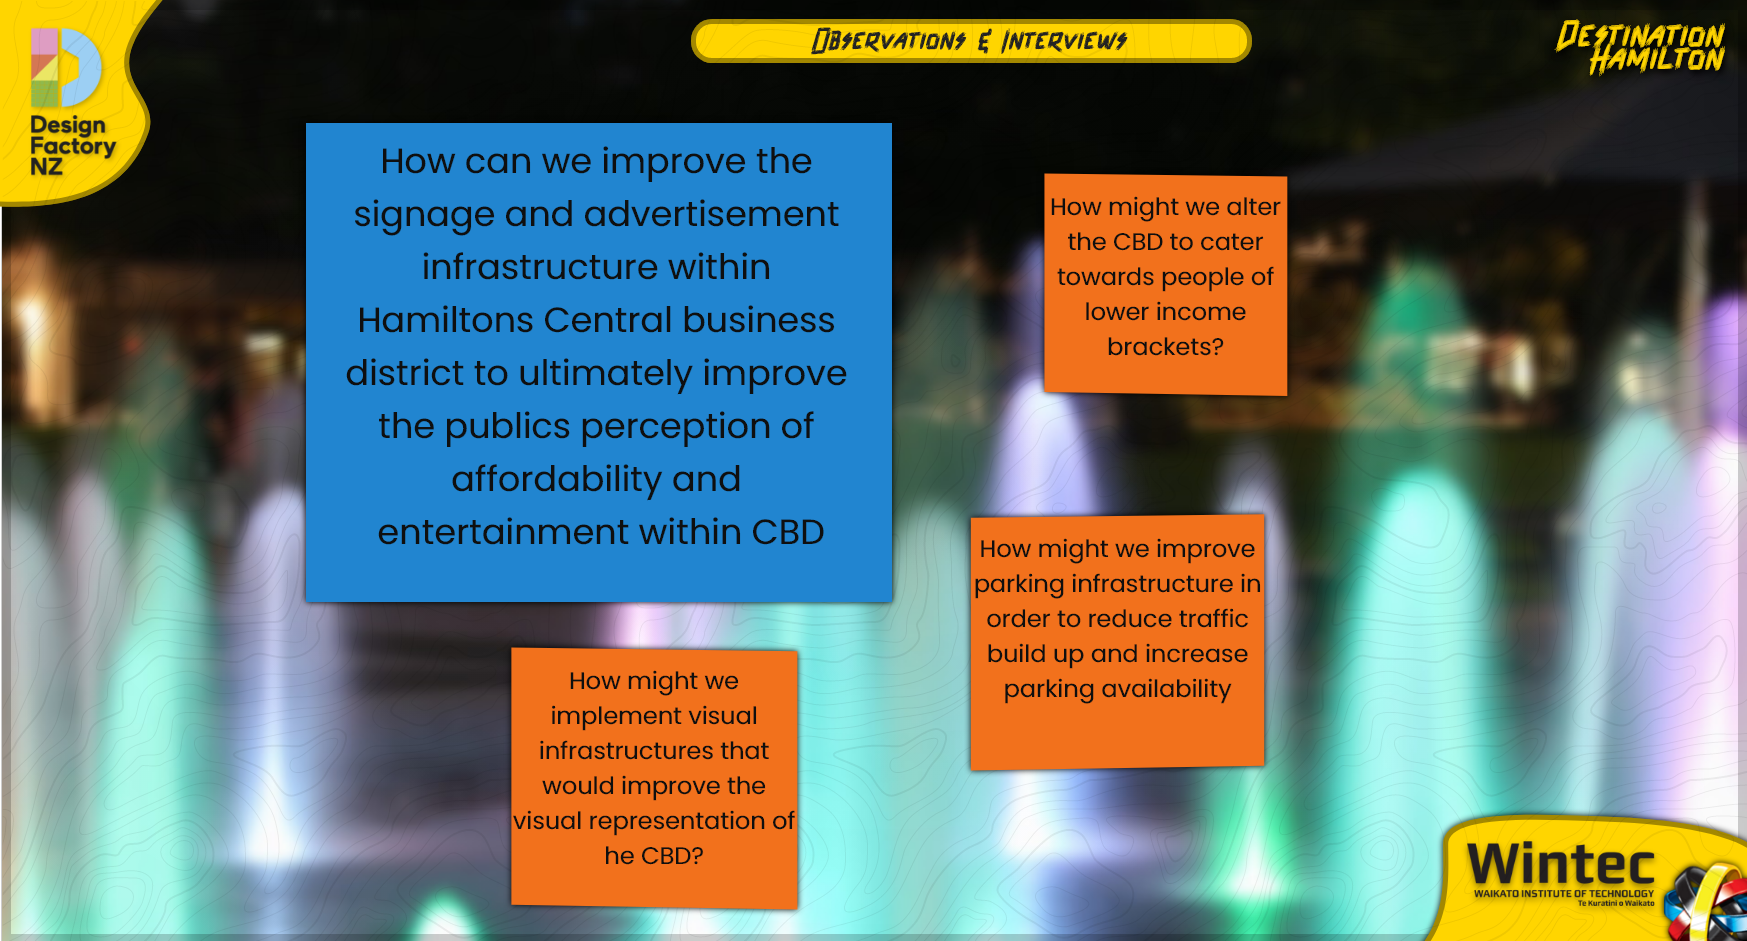 Observations & Interviews
Destination
Hamilton
Design
Factory
NZ
How can we improve the
signage and advertisement
infrastructure within
Hamiltons Central business
district to ultimately improve
the publics perception of
affordability and
entertainment within CBD
How might we alter
the CBD to cater
towards people of
lower income
brackets?
How might we improve
parking infrastructure in
order to reduce traffic
build up and increase
parking availability
How might we
implement visual
infrastructures that
would improve the
visual representation of
he CBD?
Wintec
WAIKATO INSTITUTE OF TECHNOLOGY
Te Kuratini o Waikato